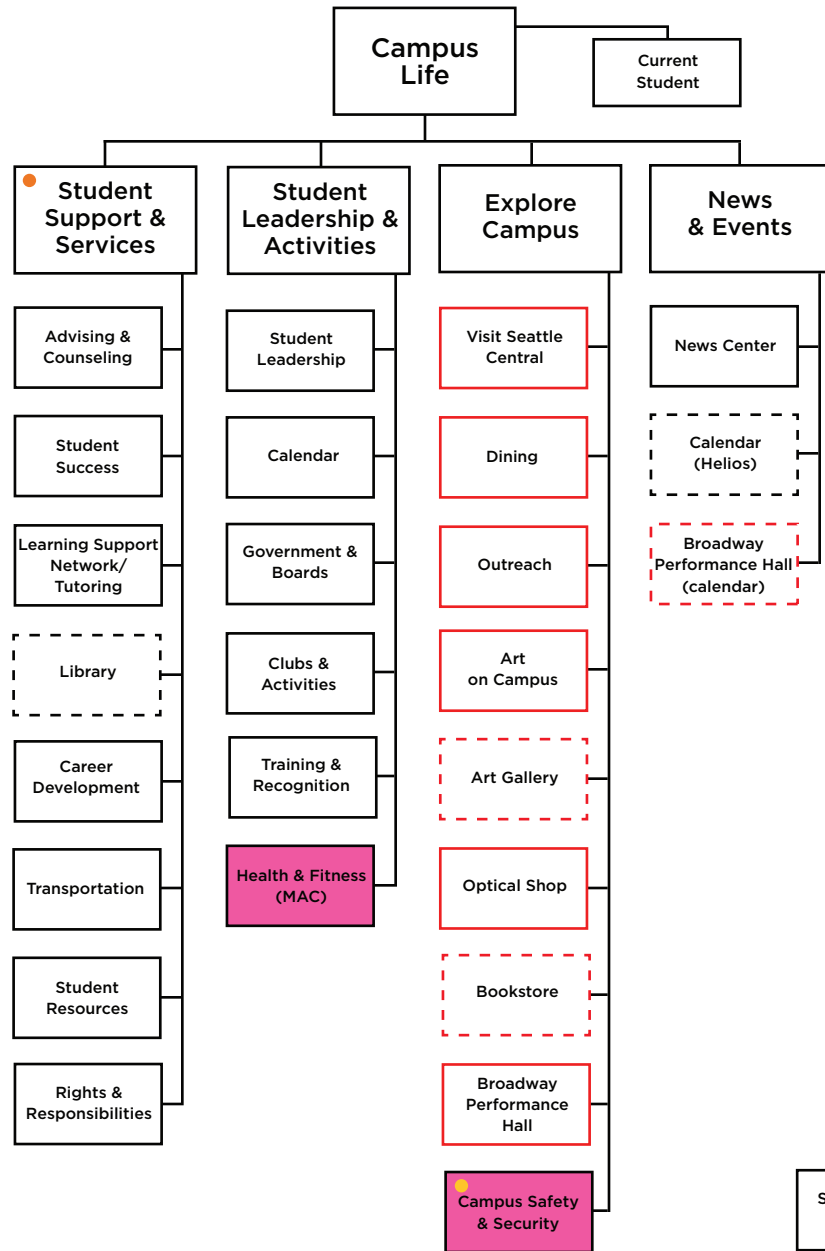 Campus
Life
Current
Student
Student
Support &
Services
Student
Leadership &
Activities
Explore
Campus
News
& Events
Advising &
Counseling
Student
Success
Learning Support
Network/
Tutoring
Library
Career
Development
Transportation
Student
Resources
Rights &
Responsibilities
Student
Leadership
Calendar
Government &
Boards
Clubs &
Activities
Training &
Recognition
Health & Fitness
(MAC)
Visit Seattle
Central
Dining
Outreach
Art
on Campus
Art Gallery
Optical Shop
Bookstore
Broadway
Performance
Hall
Campus Safety
& Security
News Center
Calendar
(Helios)
Broadway
Performance Hall
(calendar)